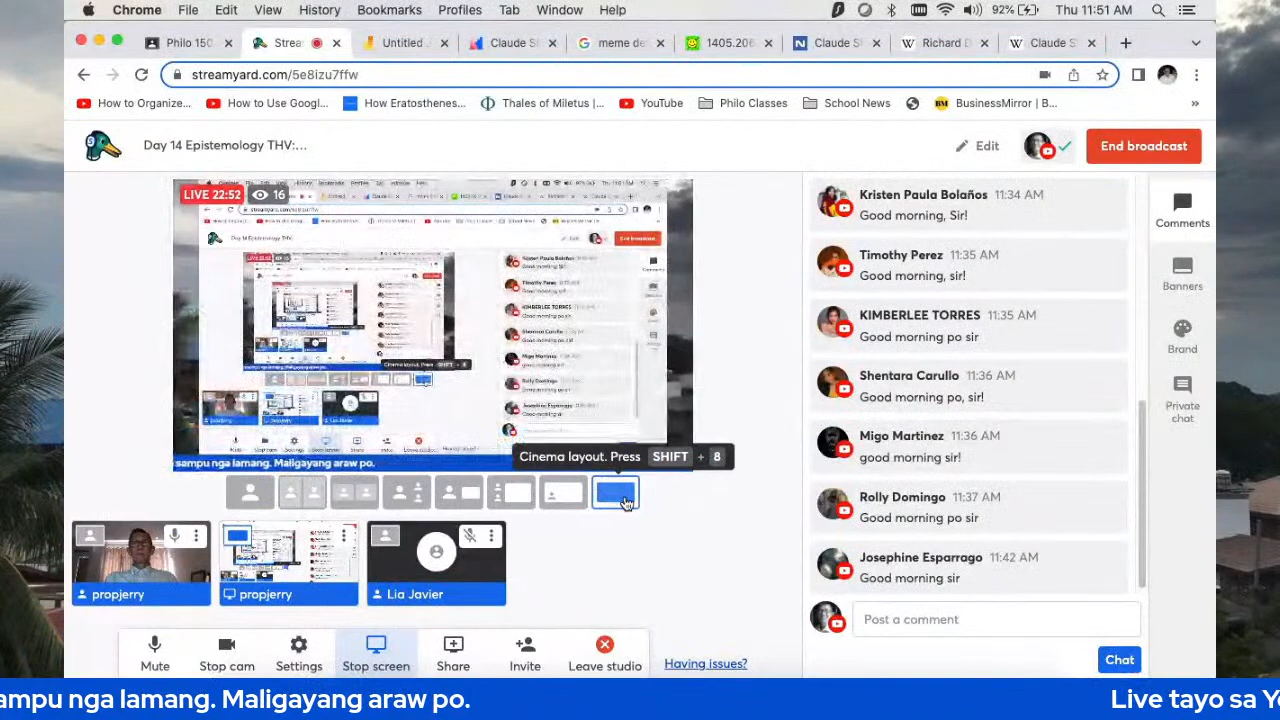 Chrome File Edit View History Bookmarks Profiles Tab Window Help 92% Thu 11:51 AM
Philo 150 Strea Untitled Claude S meme de 1405.206 Claude S Richard D Claude S
streamyard.com/5e8izu7ffw
How to Organize... How to Use Googl... How Eratosthenes... Thales of Miletus |... YouTube Philo Classes School News BusinessMirror | B...
Day 14 Epistemology THV:...
Edit
End broadcast
LIVE 22:52 16
sampu nga lamang. Maligayang araw po.
Cinema layout. Press SHIFT + 8
propjerry
propjerry
Lia Javier
Mute
Stop cam
Settings
Stop screen
Share
Invite
Leave studio
Having issues?
Kristen Paula Bolaños 11:34 AM
Good morning, Sir!
Timothy Perez 11:35 AM
Good morning, sir!
KIMBERLEE TORRES 11:35 AM
Good morning po sir
Shentara Carullo 11:36 AM
Good morning po, sir!
Migo Martinez 11:36 AM
good morning sir!
Rolly Domingo 11:37 AM
Good morning po sir
Josephine Esparrago 11:42 AM
Good morning sir
Post a comment
Chat
Comments
Banners
Brand
Private
chat
ampu nga lamang. Maligayang araw po. Live tayo sa Y